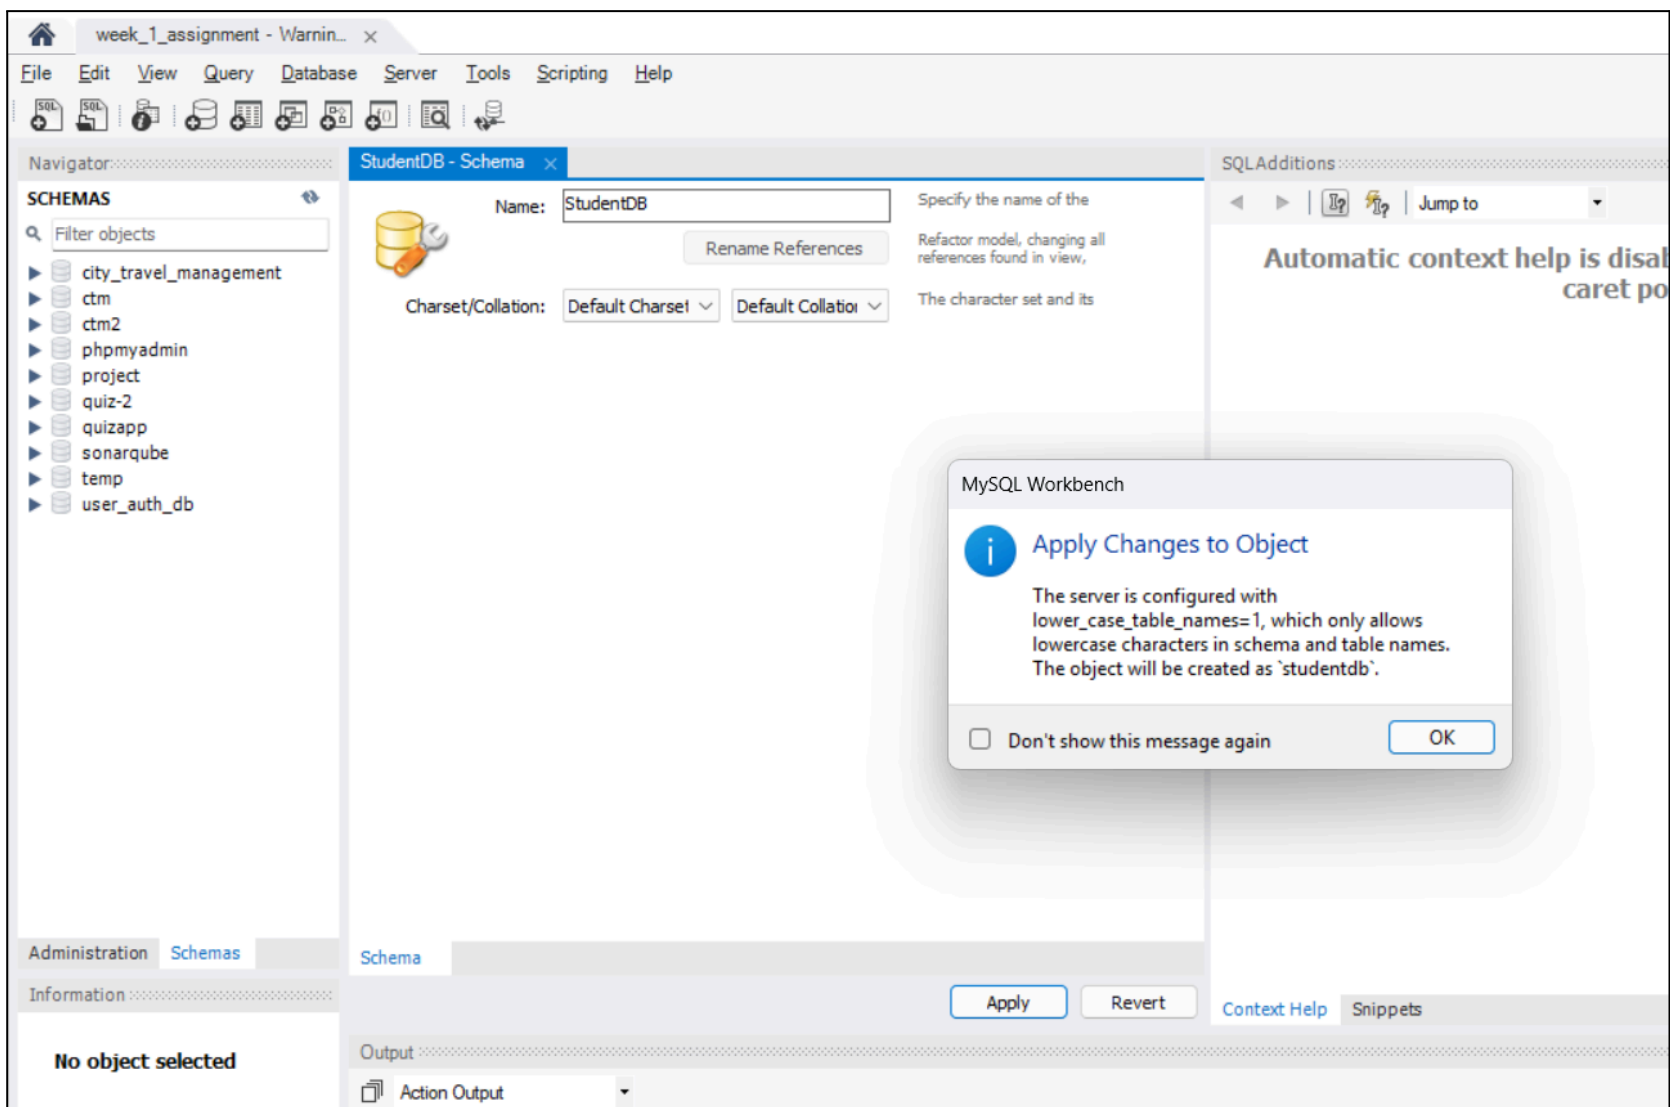 week_1_assignment - Warnin...
File Edit View Query Database Server Tools Scripting Help
SQL SQL
Navigator
SCHEMAS
Filter objects
city_travel_management
ctm
ctm2
phpmyadmin
project
quiz-2
quizapp
sonarqube
temp
user_auth_db
Administration Schemas
Information
No object selected
StudentDB - Schema
Name: StudentDB
Specify the name of the
Rename References
Refactor model, changing all
references found in view,
Charset/Collation: Default Charset Default Collation
The character set and its
Schema
Apply Revert
Output
Action Output
SQLAdditions
Jump to
Automatic context help is disab
caret po
Context Help Snippets
MySQL Workbench
Apply Changes to Object
The server is configured with
lower_case_table_names=1, which only allows
lowercase characters in schema and table names.
The object will be created as `studentdb`.
Don't show this message again
OK